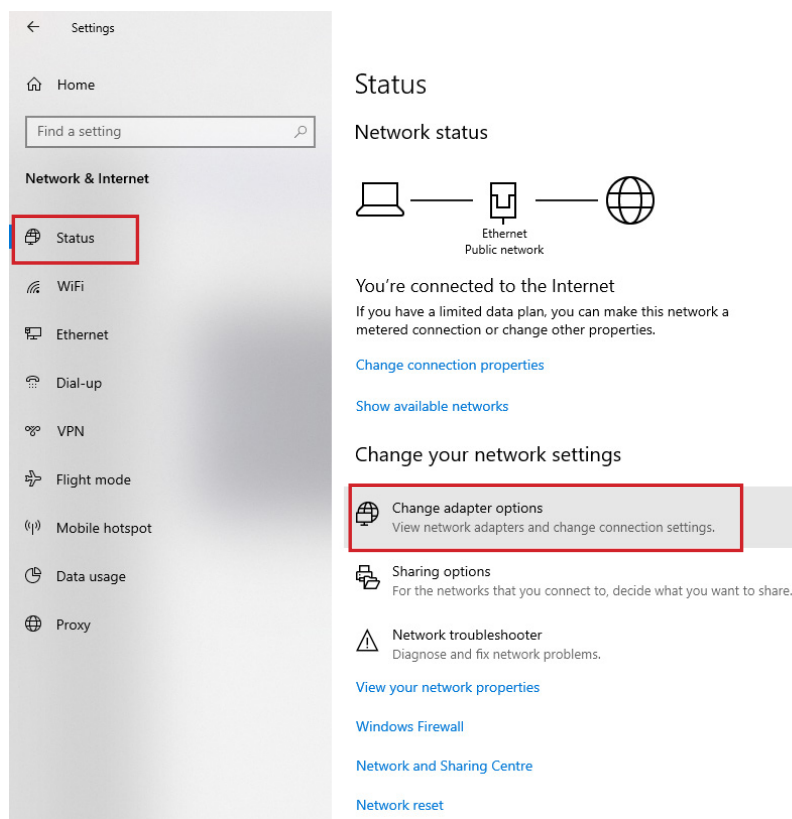 Settings
Home
Find a setting
Network & Internet
Status
WiFi
Ethernet
Dial-up
VPN
Flight mode
Mobile hotspot
Data usage
Proxy
Status
Network status
Ethernet
Public network
You're connected to the Internet
If you have a limited data plan, you can make this network a
metered connection or change other properties.
Change connection properties
Show available networks
Change your network settings
Change adapter options
View network adapters and change connection settings.
Sharing options
For the networks that you connect to, decide what you want to share.
Network troubleshooter
Diagnose and fix network problems.
View your network properties
Windows Firewall
Network and Sharing Centre
Network reset